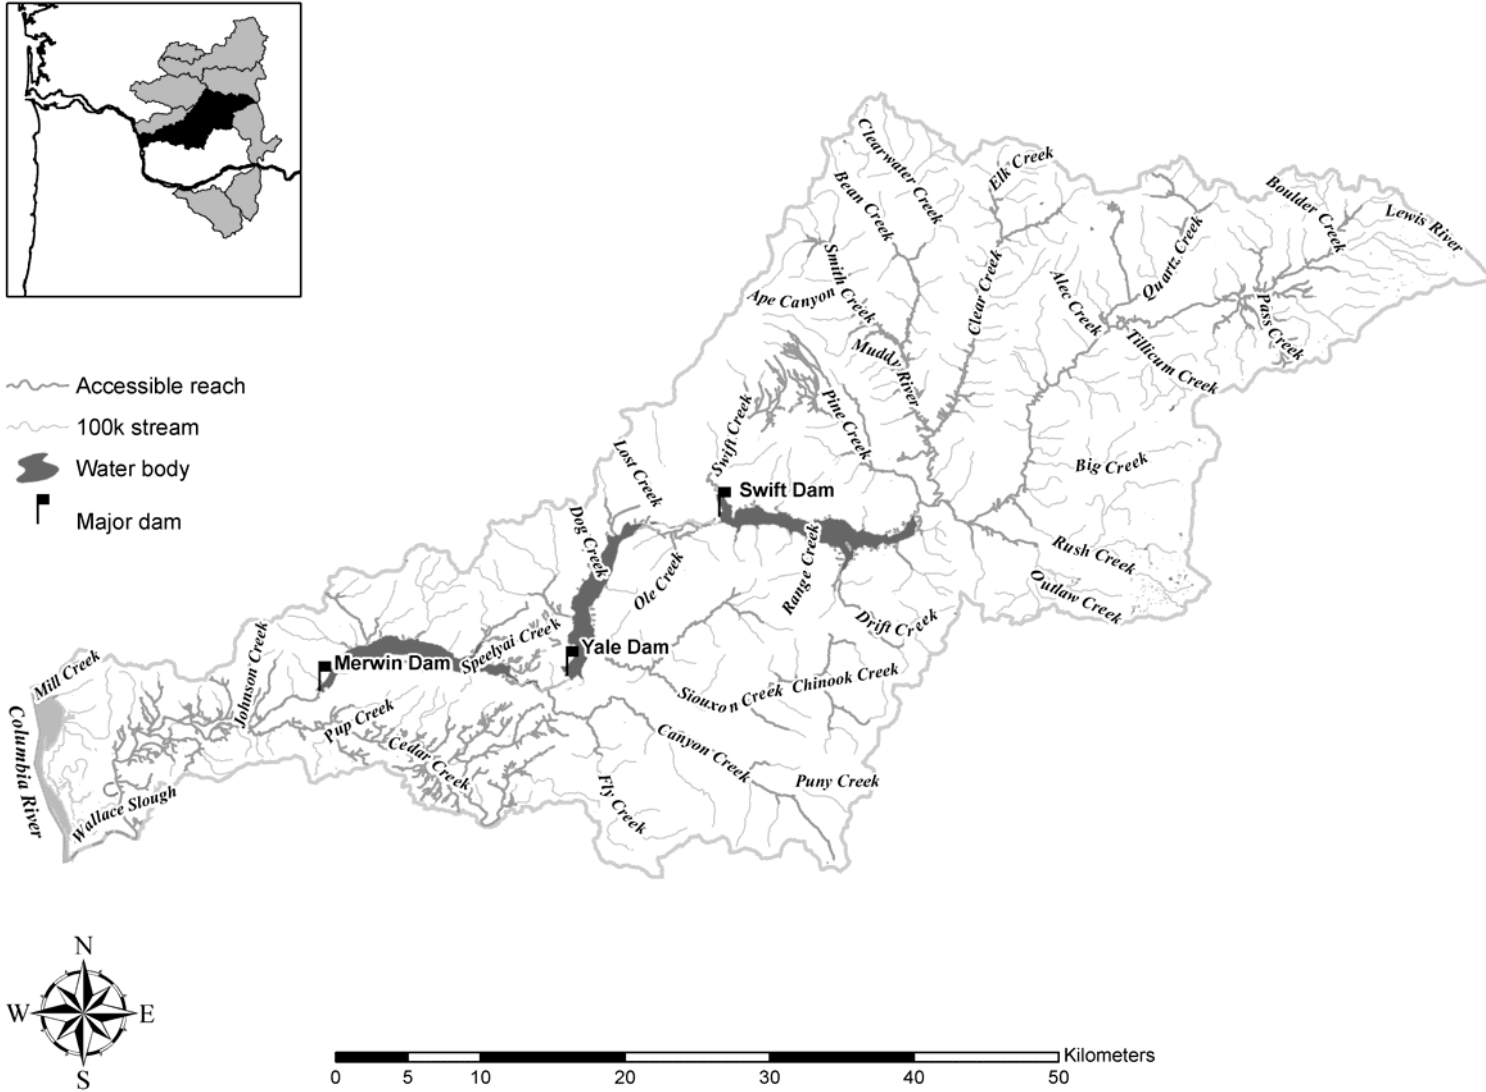 Clearwater Creek
Elk Creek
Bean Creek
Boulder Creek
Lewis River
Quartz Creek
Smith Creek
Clear Creek
Alec Creek
Ape Canyon
Pass Creek
Tillicum Creek
Muddy River
Accessible reach
100k stream
Water body
Major dam
Pine Creek
Swift Creek
Lost Creek
Big Creek
Swift Dam
Dog Creek
Range Creek
Rush Creek
Ole Creek
Outlaw Creek
Drift Creek
Speelyai Creek
Yale Dam
Merwin Dam
Johnson Creek
Mill Creek
Siouxon Creek
Chinook Creek
Pup Creek
Columbia River
Cedar Creek
Canyon Creek
Puny Creek
Fly Creek
Wallace Slough
N
W
E
S
Kilometers
0 5 10 20 30 40 50